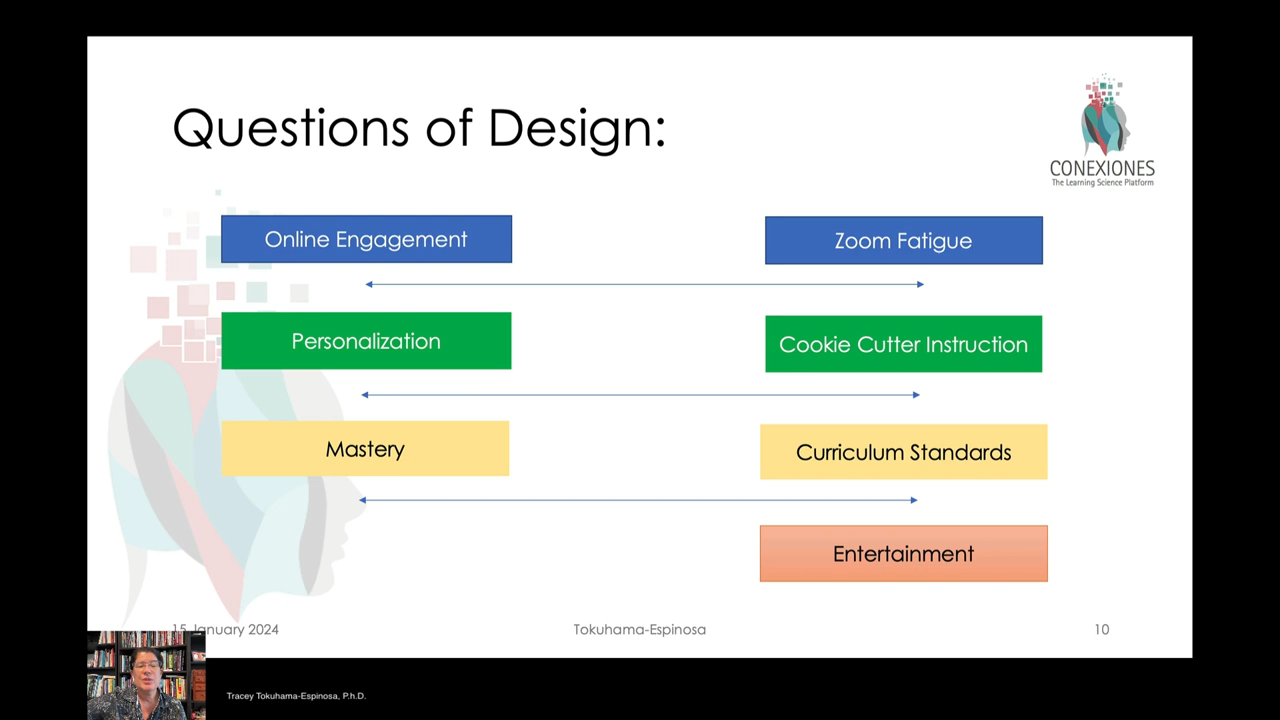 Questions of Design:
CONEXIONES
The Learning Science Platform
Online Engagement
Zoom Fatigue
Personalization
Cookie Cutter Instruction
Mastery
Curriculum Standards
Entertainment
15 January 2024
Tokuhama-Espinosa
10
Tracey Tokuhama-Espinosa, Ph.D.